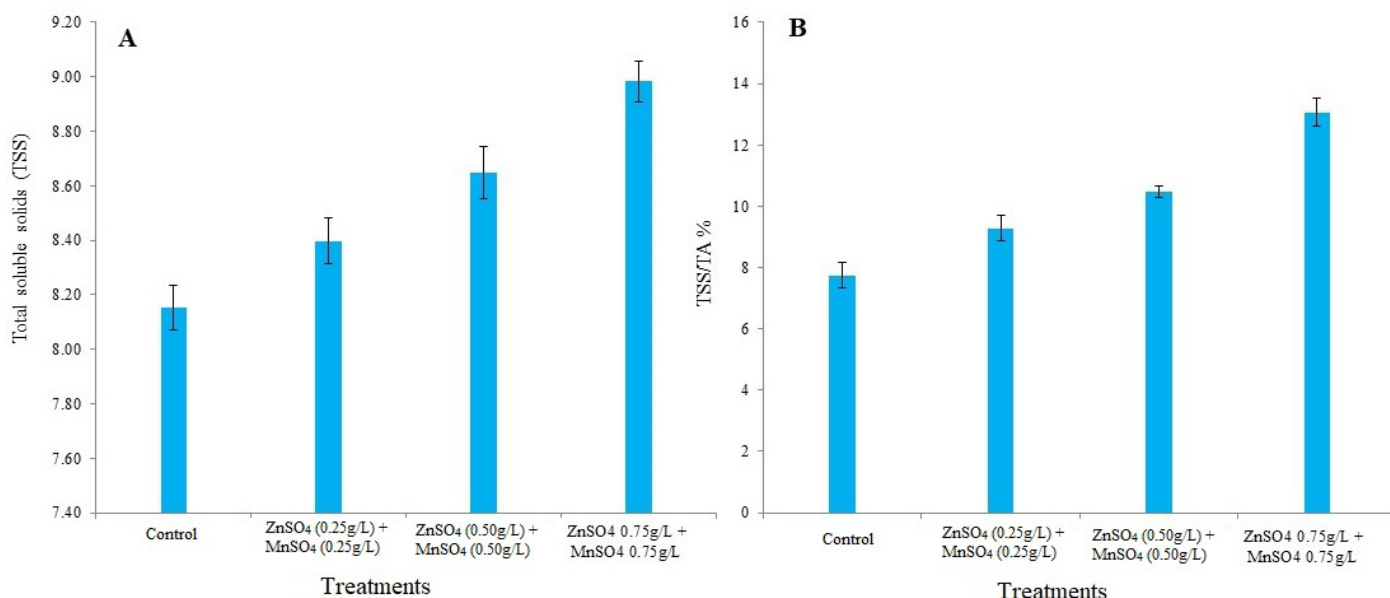 A
Total soluble solids (TSS)
9.20
9.00
8.80
8.60
8.40
8.20
8.00
7.80
7.60
7.40
Control
ZnSO₄ (0.25g/L) +
MnSO₄ (0.25g/L)
ZnSO₄ (0.50g/L) +
MnSO₄ (0.50g/L)
ZnSO4 0.75g/L +
MnSO4 0.75g/L
Treatments
B
TSS/TA %
16
14
12
10
8
6
4
2
0
Control
ZnSO₄ (0.25g/L) +
MnSO₄ (0.25g/L)
ZnSO₄ (0.50g/L) +
MnSO₄ (0.50g/L)
ZnSO4 0.75g/L +
MnSO4 0.75g/L
Treatments